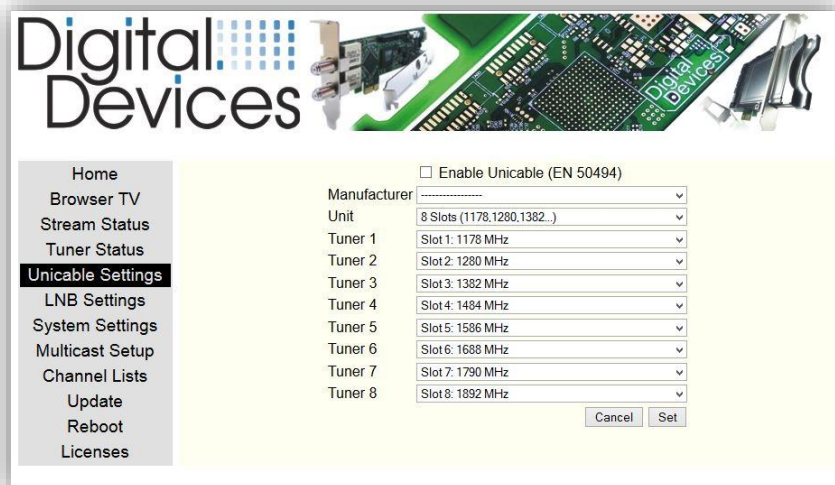 Digital
Devices
Digital
Devices
Home
Browser TV
Stream Status
Tuner Status
Unicable Settings
LNB Settings
System Settings
Multicast Setup
Channel Lists
Update
Reboot
Licenses
Enable Unicable (EN 50494)
Manufacturer -----------------
Unit 8 Slots (1178,1280,1382...)
Tuner 1 Slot 1: 1178 MHz
Tuner 2 Slot 2: 1280 MHz
Tuner 3 Slot 3: 1382 MHz
Tuner 4 Slot 4: 1484 MHz
Tuner 5 Slot 5: 1586 MHz
Tuner 6 Slot 6: 1688 MHz
Tuner 7 Slot 7: 1790 MHz
Tuner 8 Slot 8: 1892 MHz
Cancel Set